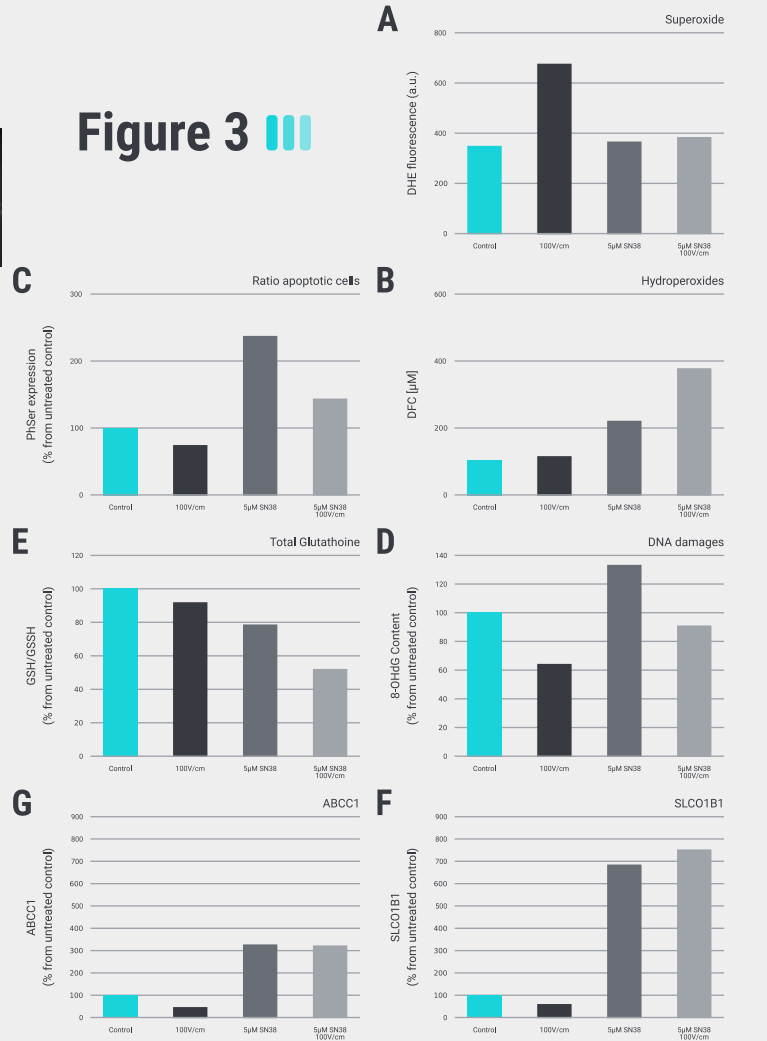 Figure 3
A
Superoxide
DHE fluorescence (a.u.)
800
600
400
200
0
Control
100V/cm
5µM SN38
5µM SN38
100V/cm
C
Ratio apoptotic cells
PhSer expression
(% from untreated control)
300
200
100
0
Control
100V/cm
5µM SN38
5µM SN38
100V/cm
B
Hydroperoxides
DFC [µM]
600
400
200
0
Control
100V/cm
5µM SN38
5µM SN38
100V/cm
E
Total Glutathoine
GSH/GSSH
(% from untreated control)
120
100
80
60
40
20
0
Control
100V/cm
5µM SN38
5µM SN38
100V/cm
D
DNA damages
8-OHdG Content
(% from untreated control)
140
120
100
80
60
40
20
0
Control
100V/cm
5µM SN38
5µM SN38
100V/cm
G
ABCC1
ABCC1
(% from untreated control)
900
800
700
600
500
400
300
200
100
0
Control
100V/cm
5µM SN38
5µM SN38
100V/cm
F
SLCO1B1
SLCO1B1
(% from untreated control)
900
800
700
600
500
400
300
200
100
0
Control
100V/cm
5µM SN38
5µM SN38
100V/cm